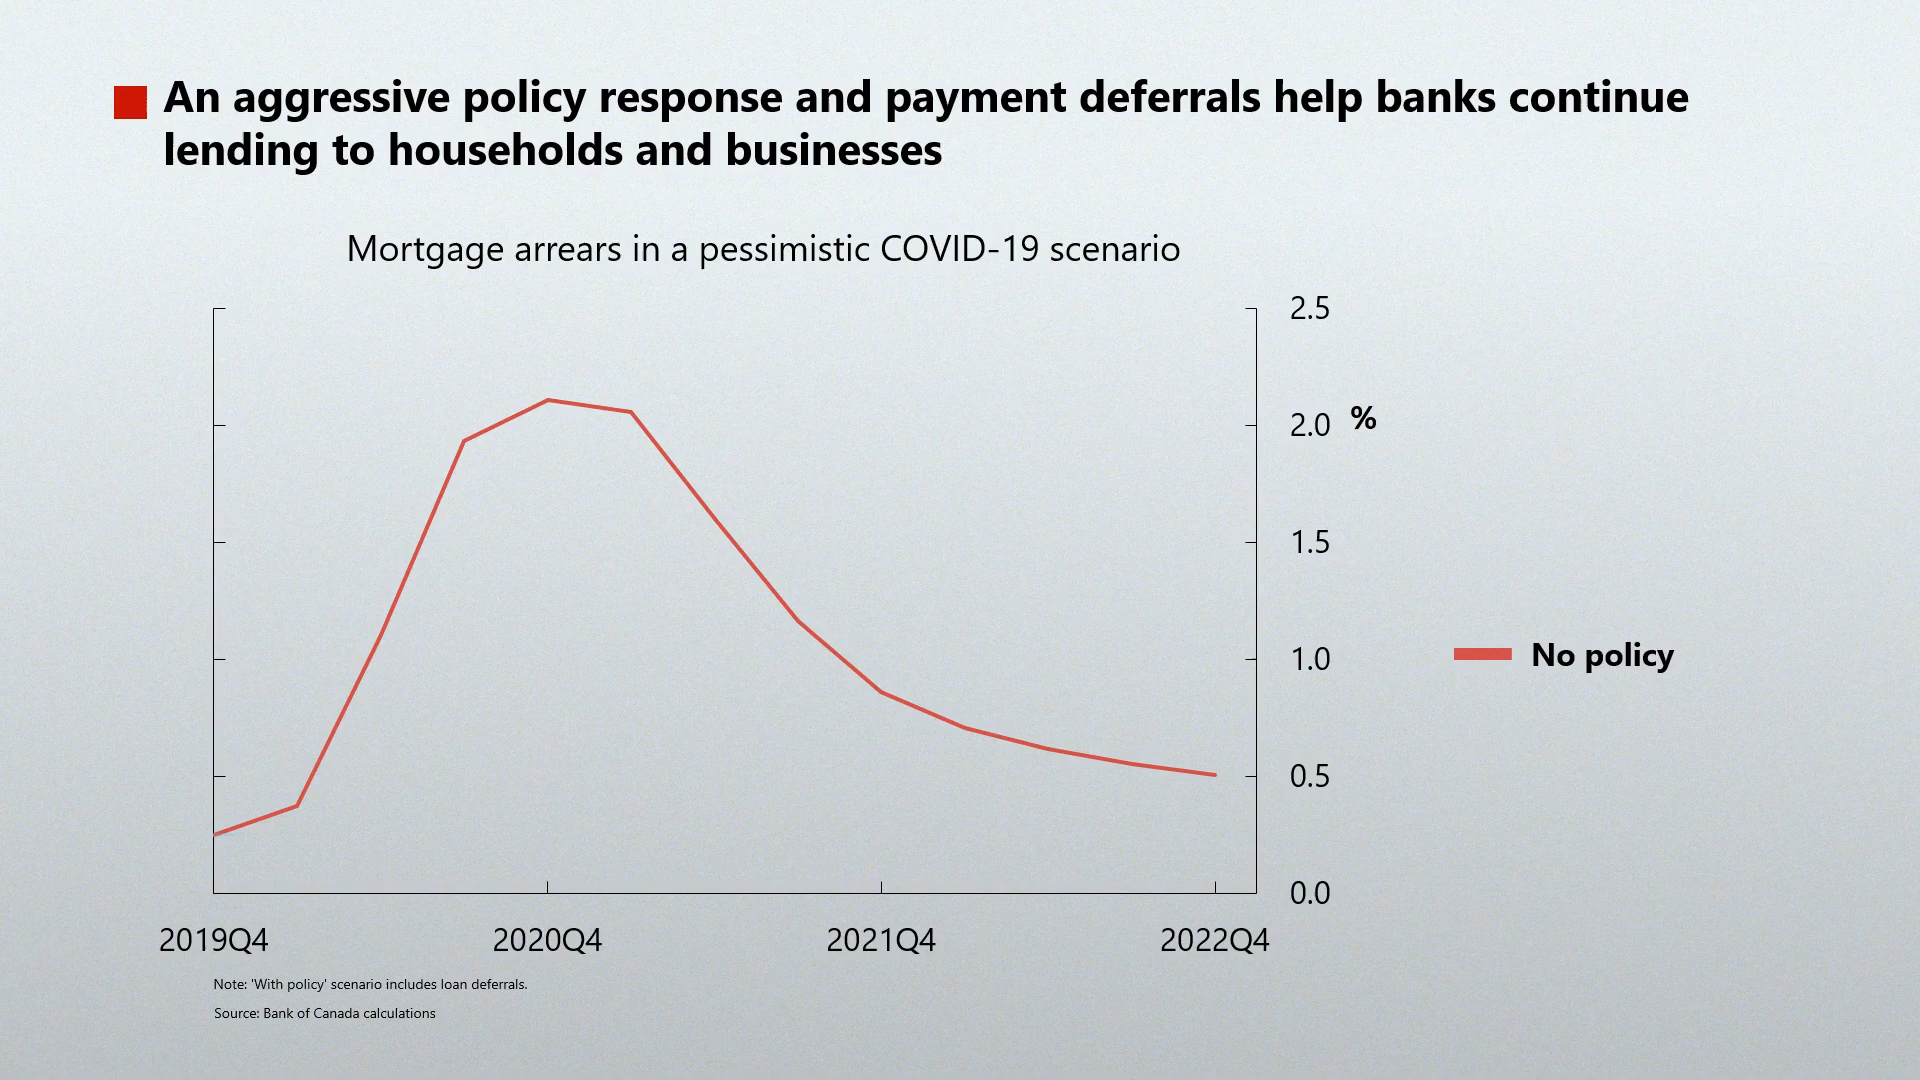 An aggressive policy response and payment deferrals help banks continue
lending to households and businesses
Mortgage arrears in a pessimistic COVID-19 scenario
2.5
2.0 %
1.5
1.0
No policy
0.5
0.0
2019Q4 2020Q4 2021Q4 2022Q4
Note: 'With policy' scenario includes loan deferrals.
Source: Bank of Canada calculations